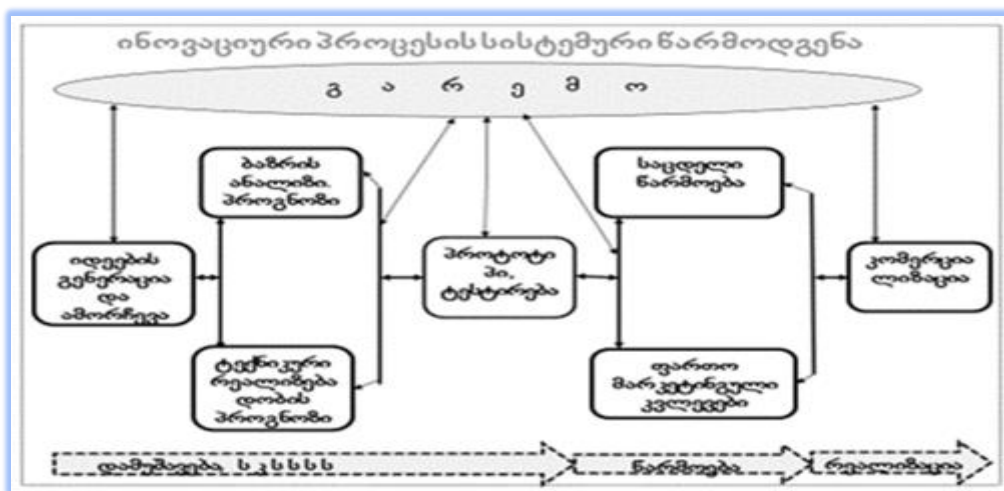 ინოვაციური პროცესის სისტემური წარმოდგენა
გ ა რ ე მ ო
ბაზრის
ანალიზი.
პროგნოზი
საცდელი
წარმოება
იდეების
გენერაცია
და
ამორჩევა
პროტოტი
პი,
ტესტირება
კომერცია
ლიზაცია
ტექნიკური
რეალიზება
დობის
პროგნოზი
ფართო
მარკეტინგული
კვლევები
დამუშავება, ს კ ს ს ს ს
წარმოება
რეალიზაცია